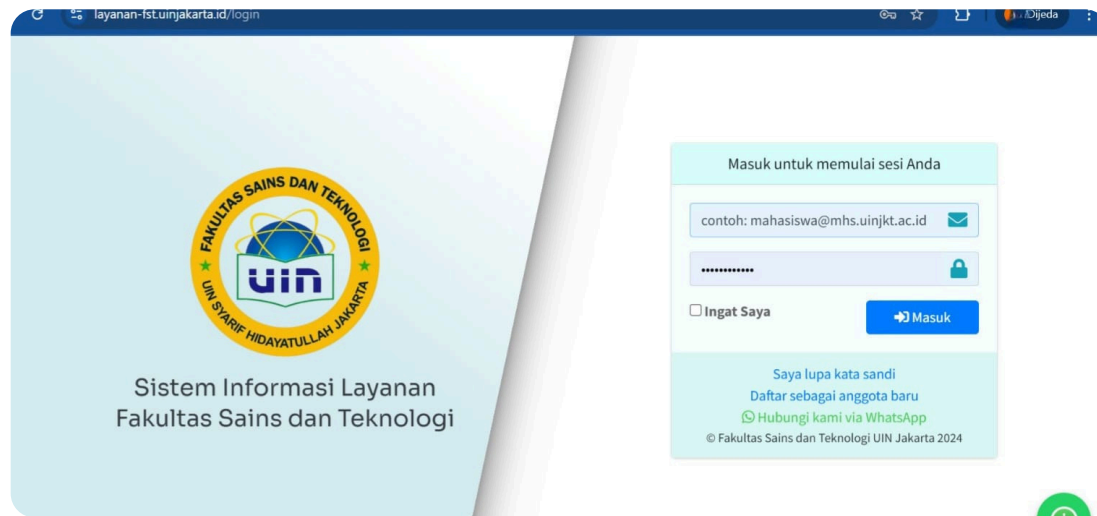 layanan-fst.uinjakarta.id/login
Dijeda
FAKULTAS SAINS DAN TEKNOLOGI
uin
UIN SYARIF HIDAYATULLAH JAKARTA
Sistem Informasi Layanan
Fakultas Sains dan Teknologi
Masuk untuk memulai sesi Anda
contoh: mahasiswa@mhs.uinjkt.ac.id
Ingat Saya
Masuk
Saya lupa kata sandi
Daftar sebagai anggota baru
Hubungi kami via WhatsApp
© Fakultas Sains dan Teknologi UIN Jakarta 2024